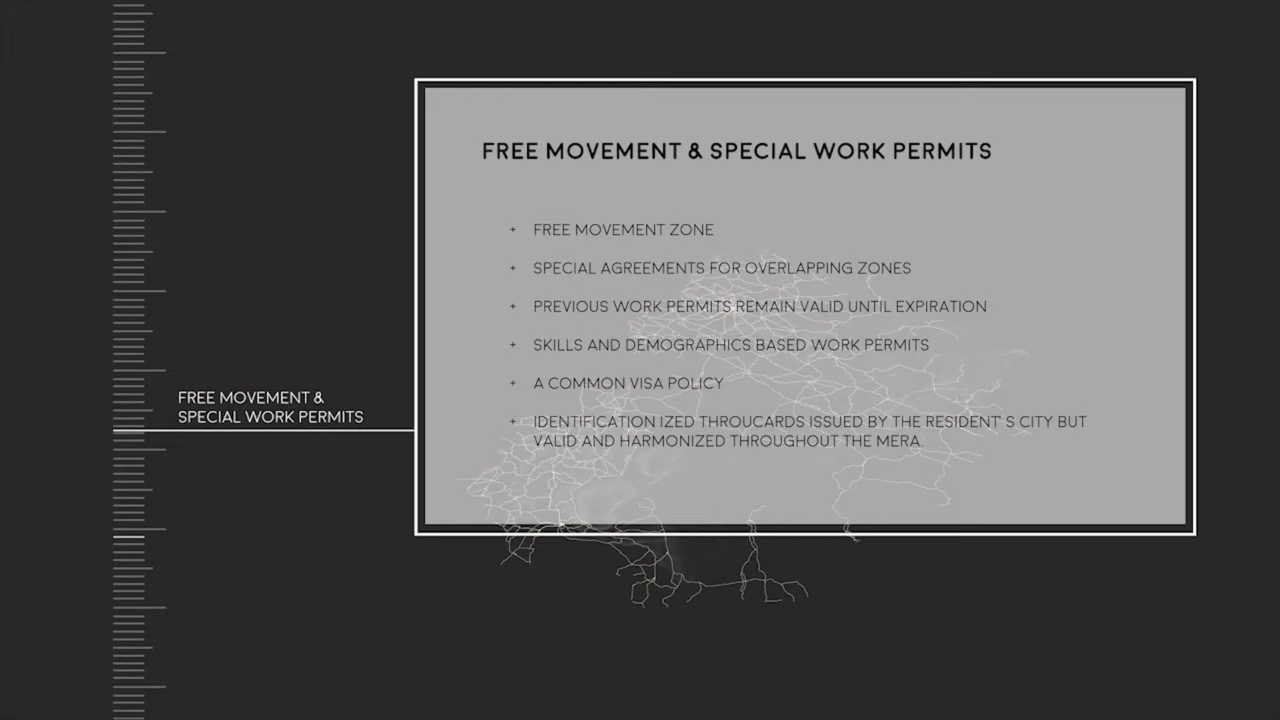 FREE MOVEMENT & SPECIAL WORK PERMITS
+ FREE MOVEMENT ZONE
+ SPECIAL AGREEMENTS FOR OVERLAPPING ZONES
+ PRVIOUS WORK PERMITS REMAIN VALID UNTIL EXPIRATION
+ SKILLS AND DEMOGRAPHICS BASED WORK PERMITS
+ A COMMON VISA POLICY
+ IDENTIFICATION IZED THROUCARDS ISSUED BY THE RESIDENT' S CITY BUT
VALID AND HARMONIZED THROUGHOUT THE MERA
FREE MOVEMENT &
SPECIAL WORK PERMITS